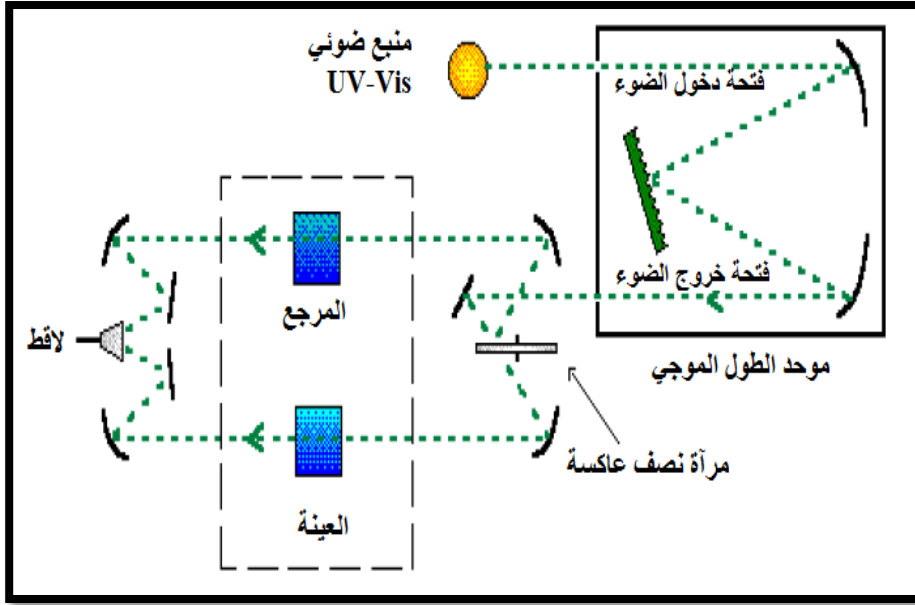 منبع ضوئي
UV-Vis
فتحة دخول الضوء
فتحة خروج الضوء
موحد الطول الموجي
المرجع
لاقط
مرآة نصف عاكسة
العينة